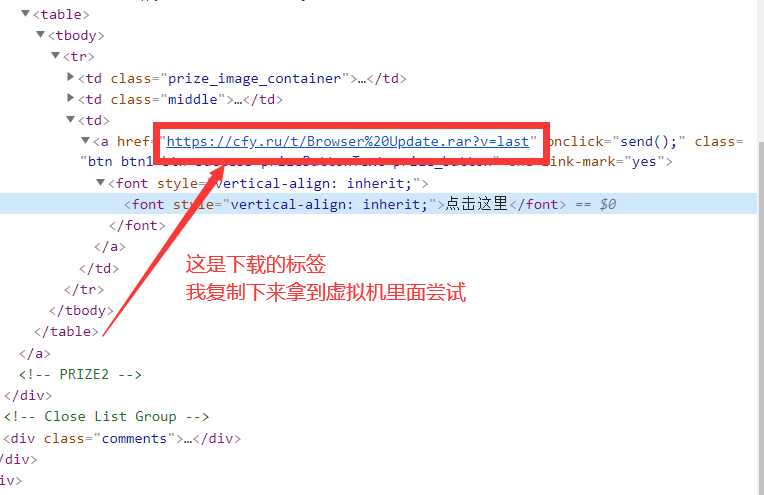 ▼<table>
▼<tbody>
▼<tr>
▶<td class="prize_image_container">…</td>
▶<td class="middle">…</td>
▼<td>
▼<a href="https://cfy.ru/t/Browser%20Update.rar?v=last" onclick="send();" class=
"btn btn1 yes">
▼<font style="vertical-align: inherit;">
<font style="vertical-align: inherit;">点击这里</font> == $0
</font>
</a>
</td>
</tr>
</tbody>
</table>
</a>
<!-- PRIZE2 -->
</div>
<!-- Close List Group -->
<div class="comments">…</div>
/div>
iv>
这是下载的标签
我复制下来拿到虚拟机里面尝试